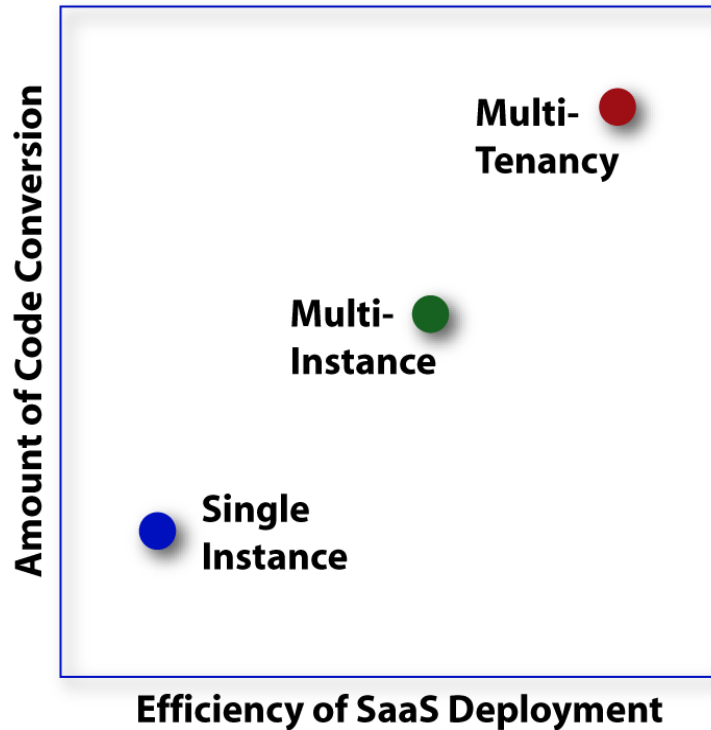 Amount of Code Conversion
Multi-
Tenancy
Multi-
Instance
Single
Instance
Efficiency of SaaS Deployment